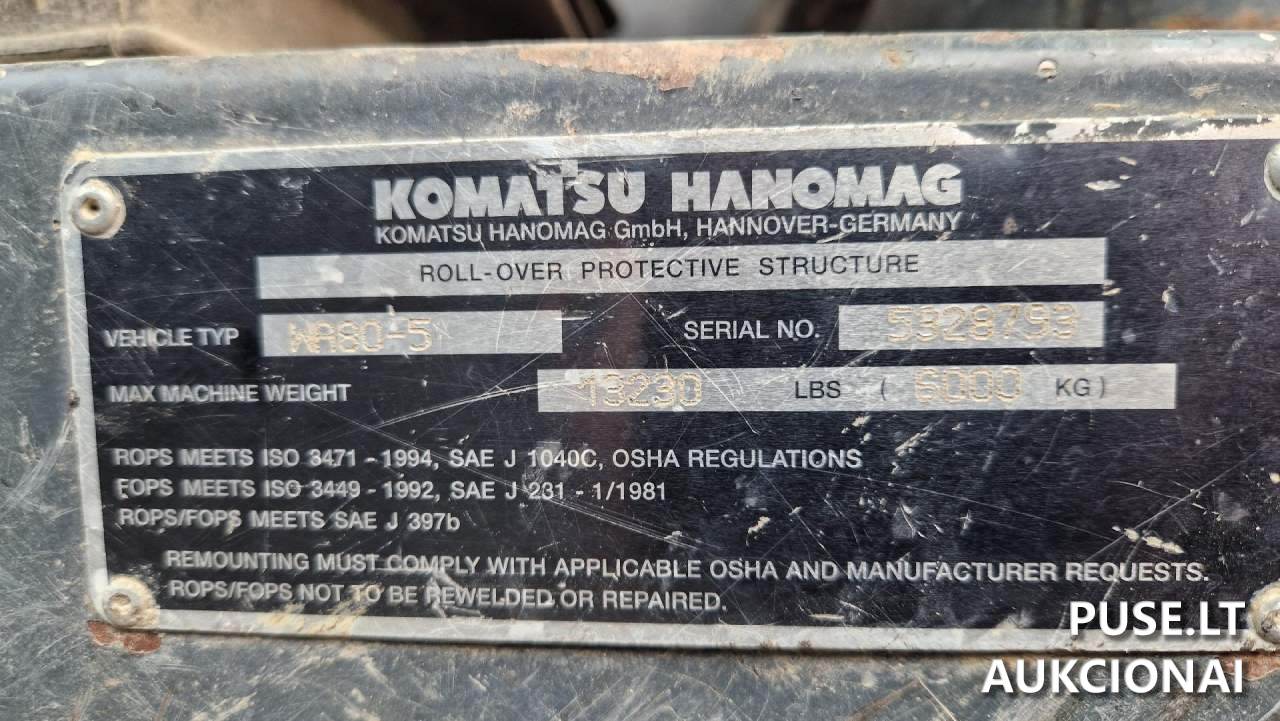 KOMATSU HANOMAG
KOMATSU HANOMAG GmbH, HANNOVER-GERMANY
ROLL-OVER PROTECTIVE STRUCTURE
VEHICLE TYP WA80-5 SERIAL NO. 5328793
MAX MACHINE WEIGHT 13230 LBS ( 6000 KG )
ROPS MEETS ISO 3471 - 1994, SAE J 1040C, OSHA REGULATIONS
FOPS MEETS ISO 3449 - 1992, SAE J 231 - 1/1981
ROPS/FOPS MEETS SAE J 397b
REMOUNTING MUST COMPLY WITH APPLICABLE OSHA AND MANUFACTURER REQUESTS.
ROPS/FOPS NOT TO BE REWELDED OR REPAIRED.
PUSE.LT
AUKCIONAI